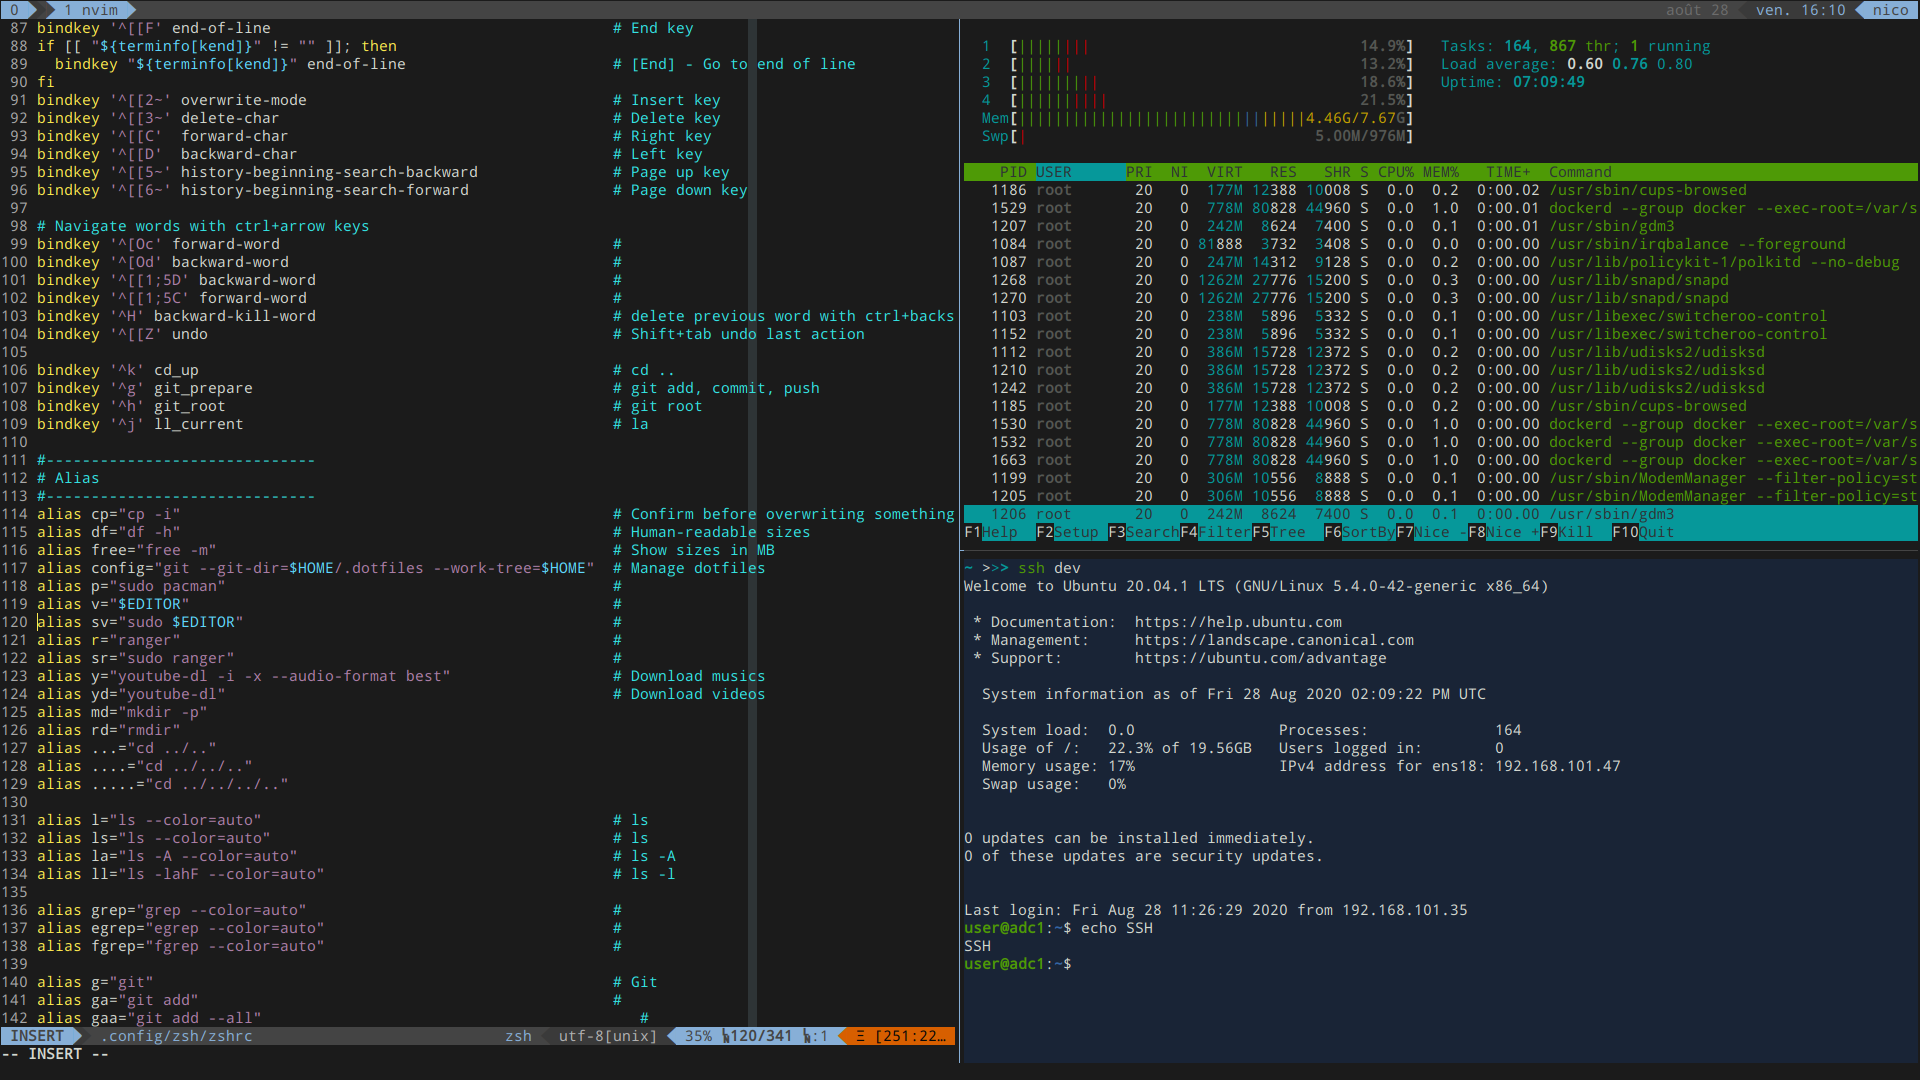 0  1 nvim  août 28  ven. 16:10  nico
87 bindkey '^[[F' end-of-line # End key
88 if [[ "${terminfo[kend]}" != "" ]]; then
89   bindkey "${terminfo[kend]}" end-of-line # [End] - Go to end of line
90 fi
91 bindkey '^[[2~' overwrite-mode # Insert key
92 bindkey '^[[3~' delete-char # Delete key
93 bindkey '^[[C'  forward-char # Right key
94 bindkey '^[[D'  backward-char # Left key
95 bindkey '^[[5~' history-beginning-search-backward # Page up key
96 bindkey '^[[6~' history-beginning-search-forward # Page down key
97
98 # Navigate words with ctrl+arrow keys
99 bindkey '^[Oc' forward-word #
100 bindkey '^[Od' backward-word #
101 bindkey '^[[1;5D' backward-word #
102 bindkey '^[[1;5C' forward-word #
103 bindkey '^H' backward-kill-word # delete previous word with ctrl+backs
104 bindkey '^[[Z' undo # Shift+tab undo last action
105
106 bindkey '^k' cd_up # cd ..
107 bindkey '^g' git_prepare # git add, commit, push
108 bindkey '^h' git_root # git root
109 bindkey '^j' ll_current # la
110
111 #------------------------------
112 # Alias
113 #------------------------------
114 alias cp="cp -i" # Confirm before overwriting something
115 alias df="df -h" # Human-readable sizes
116 alias free="free -m" # Show sizes in MB
117 alias config="git --git-dir=$HOME/.dotfiles --work-tree=$HOME" # Manage dotfiles
118 alias p="sudo pacman" #
119 alias v="$EDITOR" #
120 alias sv="sudo $EDITOR" #
121 alias r="ranger" #
122 alias sr="sudo ranger" #
123 alias y="youtube-dl -i -x --audio-format best" # Download musics
124 alias yd="youtube-dl" # Download videos
125 alias md="mkdir -p"
126 alias rd="rmdir"
127 alias ...="cd ../.."
128 alias ....="cd ../../.."
129 alias .....="cd ../../../.."
130
131 alias l="ls --color=auto" # ls
132 alias ls="ls --color=auto" # ls
133 alias la="ls -A --color=auto" # ls -A
134 alias ll="ls -lahF --color=auto" # ls -l
135
136 alias grep="grep --color=auto" #
137 alias egrep="egrep --color=auto" #
138 alias fgrep="fgrep --color=auto" #
139
140 alias g="git" # Git
141 alias ga="git add" #
142 alias gaa="git add --all" #
INSERT  .config/zsh/zshrc  zsh  utf-8[unix]  35% 120/341 :1  Ξ [251:22…
-- INSERT --
1 [|||||||| 14.9%] Tasks: 164, 867 thr; 1 running
2 [|||||| 13.2%] Load average: 0.60 0.76 0.80
3 [||||||||| 18.6%] Uptime: 07:09:49
4 [|||||||||| 21.5%]
Mem[||||||||||||||||||||||||||||||||4.46G/7.67G]
Swp[| 5.00M/976M]
PID USER PRI NI VIRT RES SHR S CPU% MEM% TIME+ Command
1186 root 20 0 177M 12388 10008 S 0.0 0.2 0:00.02 /usr/sbin/cups-browsed
1529 root 20 0 778M 80828 44960 S 0.0 1.0 0:00.01 dockerd --group docker --exec-root=/var/s
1207 root 20 0 242M 8624 7400 S 0.0 0.1 0:00.01 /usr/sbin/gdm3
1084 root 20 0 81888 3732 3408 S 0.0 0.0 0:00.00 /usr/sbin/irqbalance --foreground
1087 root 20 0 247M 14312 9128 S 0.0 0.2 0:00.00 /usr/lib/policykit-1/polkitd --no-debug
1268 root 20 0 1262M 27776 15200 S 0.0 0.3 0:00.00 /usr/lib/snapd/snapd
1270 root 20 0 1262M 27776 15200 S 0.0 0.3 0:00.00 /usr/lib/snapd/snapd
1103 root 20 0 238M 5896 5332 S 0.0 0.1 0:00.00 /usr/libexec/switcheroo-control
1152 root 20 0 238M 5896 5332 S 0.0 0.1 0:00.00 /usr/libexec/switcheroo-control
1112 root 20 0 386M 15728 12372 S 0.0 0.2 0:00.00 /usr/lib/udisks2/udisksd
1210 root 20 0 386M 15728 12372 S 0.0 0.2 0:00.00 /usr/lib/udisks2/udisksd
1242 root 20 0 386M 15728 12372 S 0.0 0.2 0:00.00 /usr/lib/udisks2/udisksd
1185 root 20 0 177M 12388 10008 S 0.0 0.2 0:00.00 /usr/sbin/cups-browsed
1530 root 20 0 778M 80828 44960 S 0.0 1.0 0:00.00 dockerd --group docker --exec-root=/var/s
1532 root 20 0 778M 80828 44960 S 0.0 1.0 0:00.00 dockerd --group docker --exec-root=/var/s
1663 root 20 0 778M 80828 44960 S 0.0 1.0 0:00.00 dockerd --group docker --exec-root=/var/s
1199 root 20 0 306M 10556 8888 S 0.0 0.1 0:00.00 /usr/sbin/ModemManager --filter-policy=st
1205 root 20 0 306M 10556 8888 S 0.0 0.1 0:00.00 /usr/sbin/ModemManager --filter-policy=st
1206 root 20 0 242M 8624 7400 S 0.0 0.1 0:00.00 /usr/sbin/gdm3
F1Help F2Setup F3SearchF4FilterF5Tree F6SortByF7Nice -F8Nice +F9Kill F10Quit
~ >>> ssh dev
Welcome to Ubuntu 20.04.1 LTS (GNU/Linux 5.4.0-42-generic x86_64)
* Documentation: https://help.ubuntu.com
* Management: https://landscape.canonical.com
* Support: https://ubuntu.com/advantage
System information as of Fri 28 Aug 2020 02:09:22 PM UTC
System load: 0.0 Processes: 164
Usage of /: 22.3% of 19.56GB Users logged in: 0
Memory usage: 17% IPv4 address for ens18: 192.168.101.47
Swap usage: 0%
0 updates can be installed immediately.
0 of these updates are security updates.
Last login: Fri Aug 28 11:26:29 2020 from 192.168.101.35
user@adc1:~$ echo SSH
SSH
user@adc1:~$